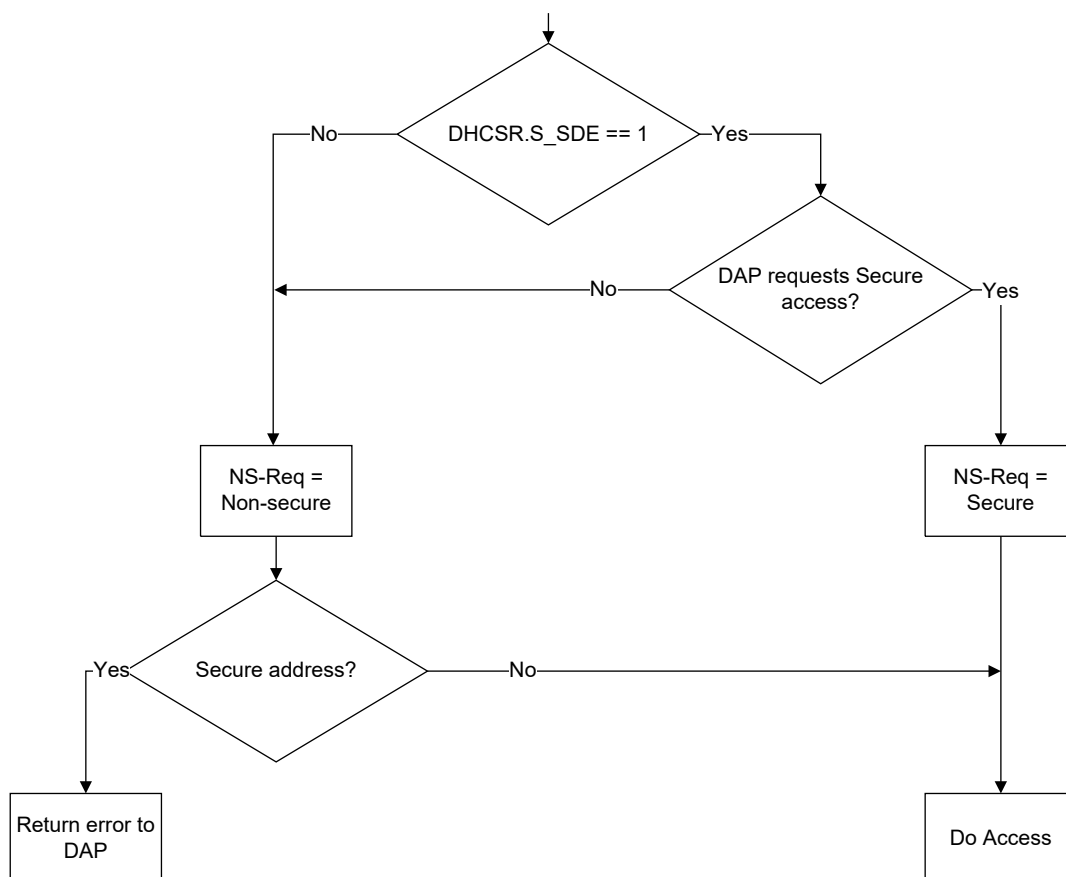 DHCSR.S_SDE == 1
No
Yes
DAP requests Secure
access?
No
Yes
NS-Req =
Non-secure
NS-Req =
Secure
Secure address?
Yes
No
Return error to
DAP
Do Access